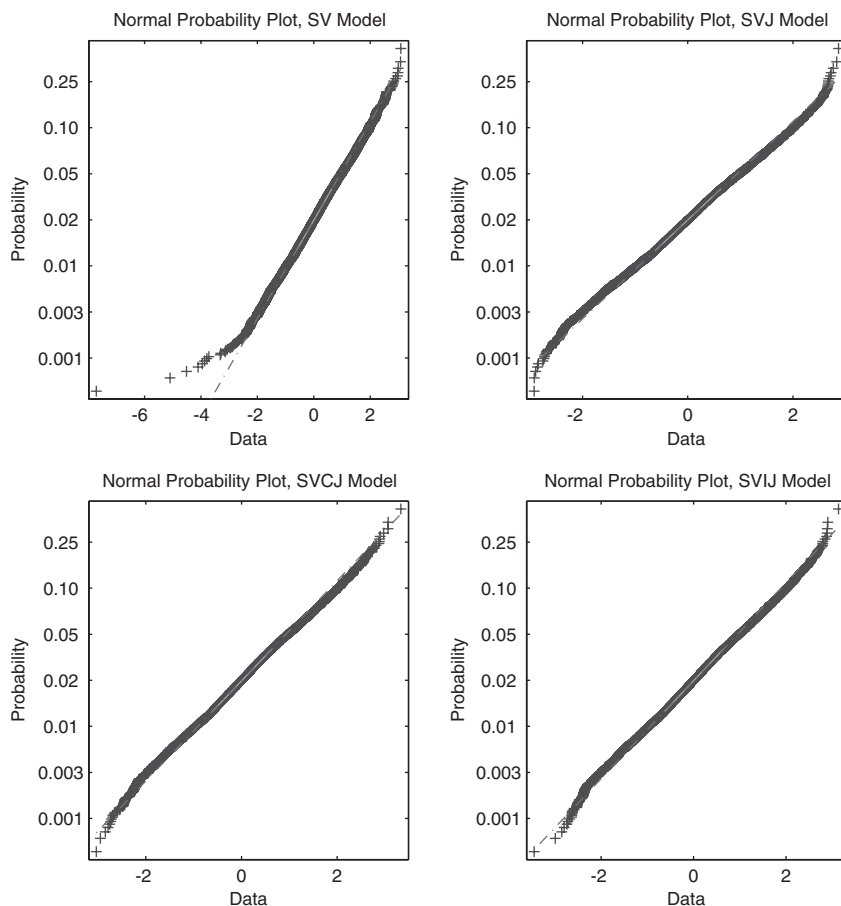 Normal Probability Plot, SV Model
Probability
0.25
0.10
0.05
0.02
0.01
0.003
0.001
-6 -4 -2 0 2
Data
Normal Probability Plot, SVJ Model
Probability
0.25
0.10
0.05
0.02
0.01
0.003
0.001
-2 0 2
Data
Normal Probability Plot, SVCJ Model
Probability
0.25
0.10
0.05
0.02
0.01
0.003
0.001
-2 0 2
Data
Normal Probability Plot, SVIJ Model
Probability
0.25
0.10
0.05
0.02
0.01
0.003
0.001
-2 0 2
Data